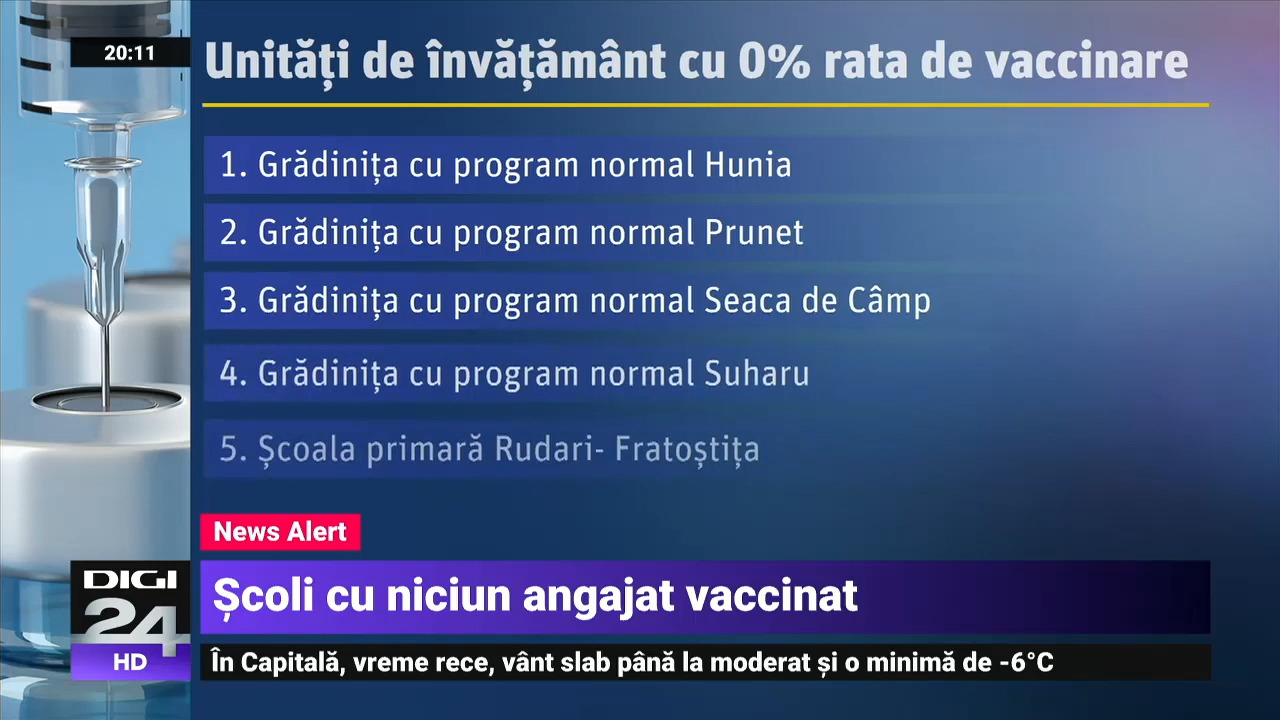 20:11
Unități de învățământ cu 0% rata de vaccinare
1. Grădinița cu program normal Hunia
2. Grădinița cu program normal Prunet
3. Grădinița cu program normal Seaca de Câmp
4. Grădinița cu program normal Suharu
5. Școala primară Rudari- Fratoștița
News Alert
Școli cu niciun angajat vaccinat
DIGI
24
HD
În Capitală, vreme rece, vânt slab până la moderat și o minimă de -6°C